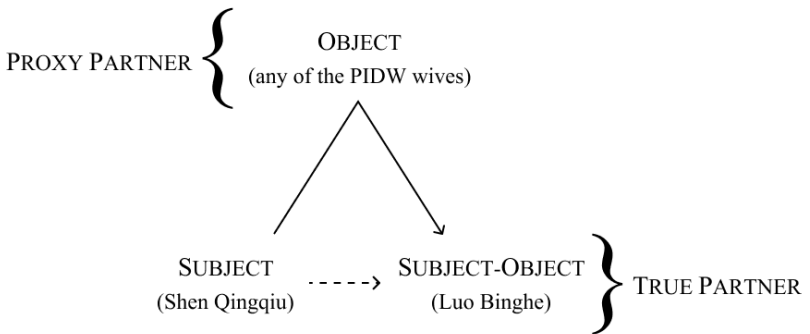 PROXY PARTNER
OBJECT
(any of the PIDW wives)
SUBJECT
(Shen Qingqiu)
SUBJECT-OBJECT
(Luo Binghe)
TRUE PARTNER